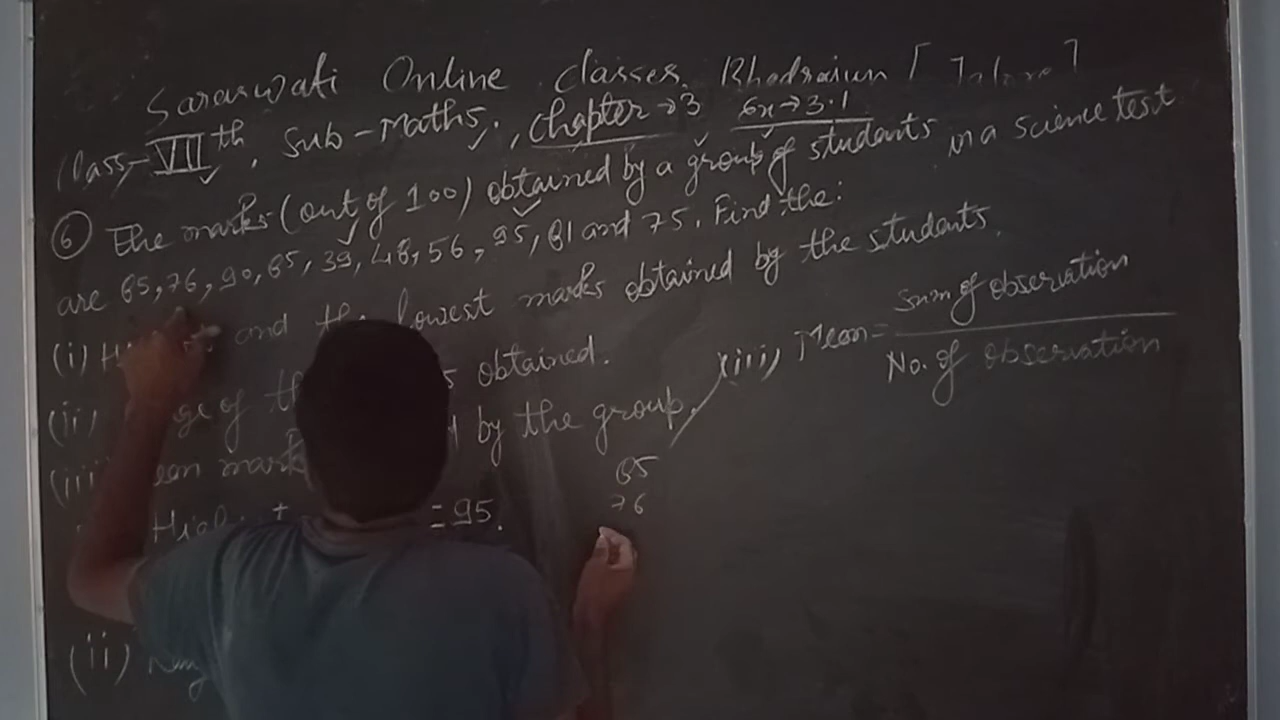 Saraswati Online Classes, Bhadrajun [Jalore]
Class-VIIth, Sub-Maths, Chapter→3 Ex→3.1
⑥ The marks (out of 100) obtained by a group of students in a science test
are 85, 76, 90, 85, 39, 48, 56, 95, 81 and 75. Find the:
(i) and the lowest marks obtained by the students.
(ii) of obtained.
(iii) mark by the group.
= 95.
(ii)
(iii) Mean = Sum of observation
No. of observation
85
76